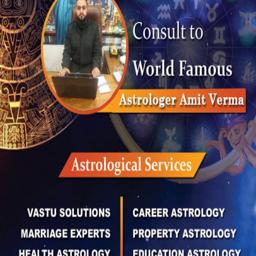 Consult to
World Famous
Astrologer Amit Verma
Astrological Services
VASTU SOLUTIONS
CAREER ASTROLOGY
MARRIAGE EXPERTS
PROPERTY ASTROLOGY
HEALTH ASTROLOGY
EDUCATION ASTROLOGY